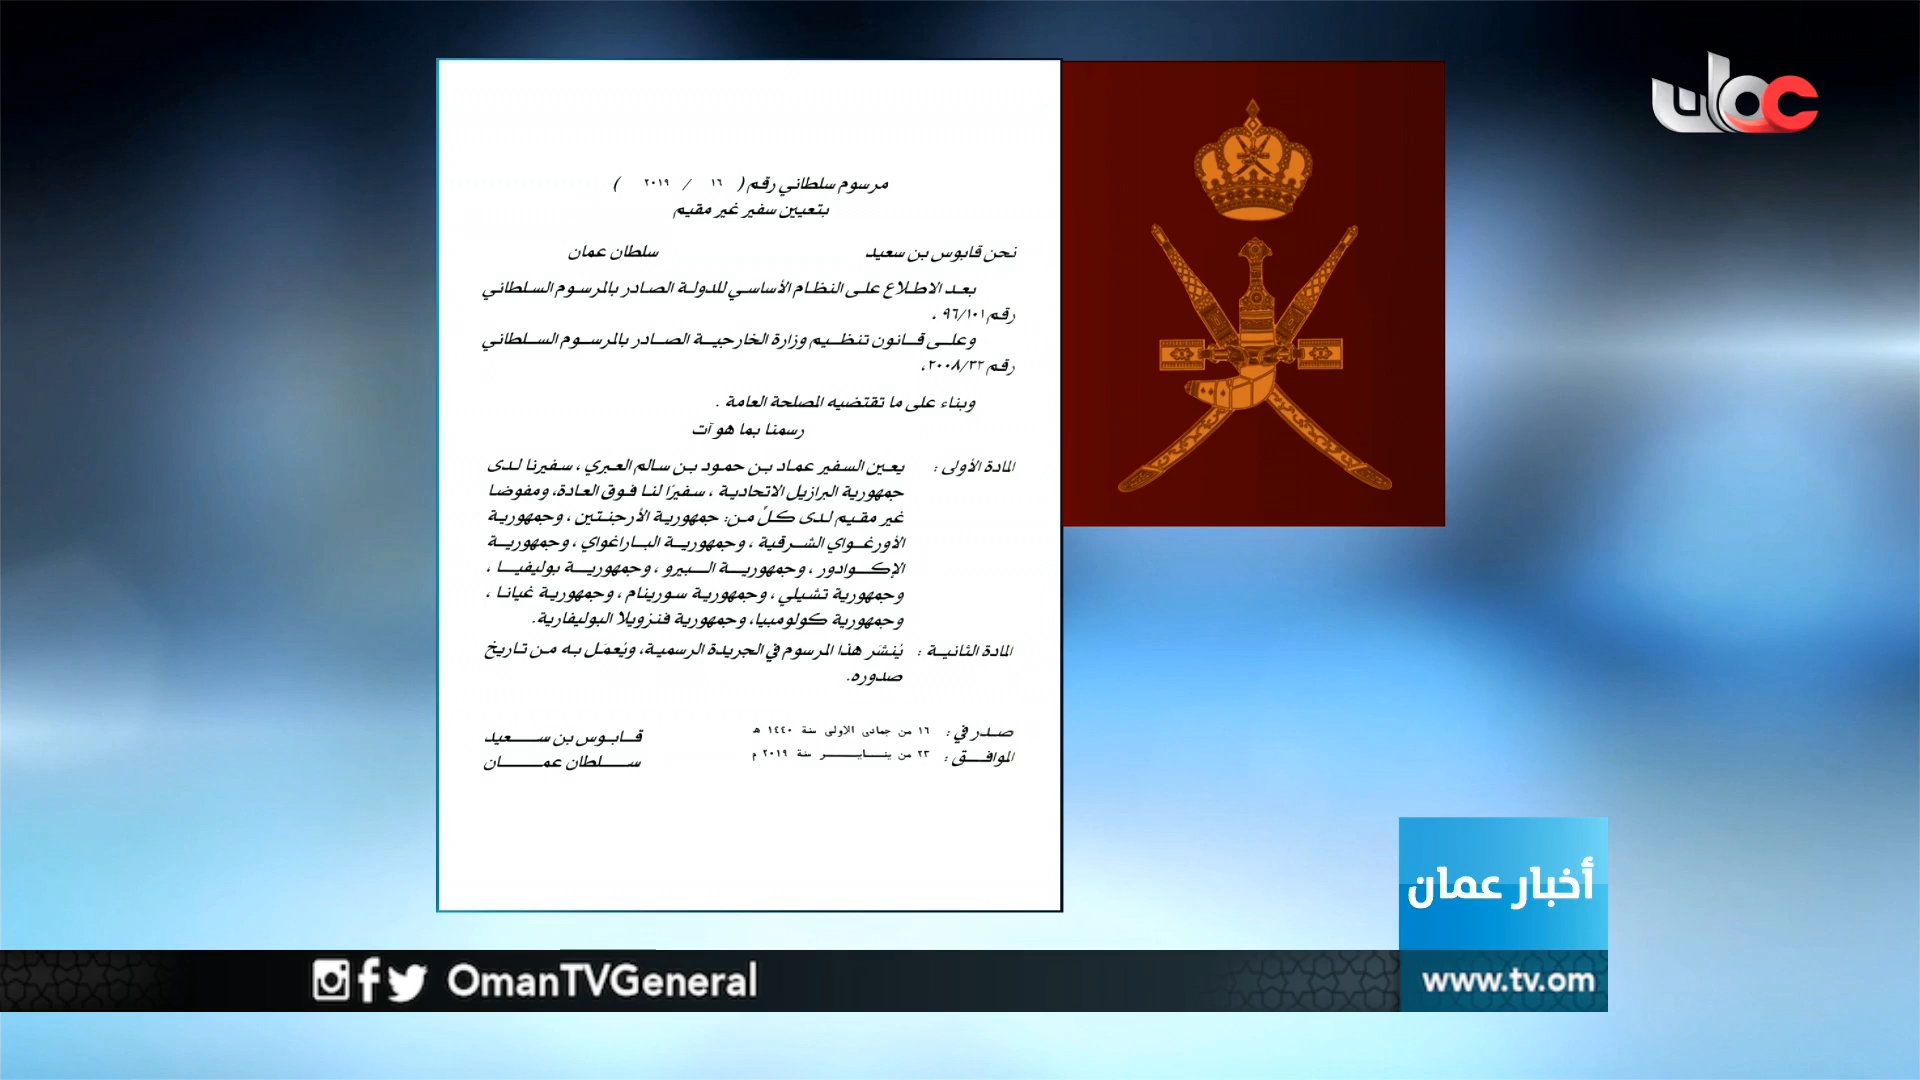 عمان
مرسوم سلطاني رقم ( ١٦ / ٢٠١٩ )
بتعيين سفير غير مقيم
نحن قابوس بن سعيد سلطان عمان
بعد الاطلاع على النظام الأساسي للدولة الصادر بالمرسوم السلطاني
رقم ٩٦/١٠١ ،
وعلى قانون تنظيم وزارة الخارجية الصادر بالمرسوم السلطاني
رقم ٢٠٠٨/٣٢،
وبناء على ما تقتضيه المصلحة العامة .
رسمنا بما هو آت
المادة الأولى : يعين السفير عماد بن حمود بن سالم العبري ، سفيرنا لدى
جمهورية البرازيل الاتحادية ، سفيرًا لنا فوق العادة، ومفوضا
غير مقيم لدى كلً من: جمهورية الأرجنتين ، وجمهورية
الأورغواي الشرقية ، وجمهورية الباراغواي ، وجمهورية
الإكوادور ، وجمهورية البيرو ، وجمهورية بوليفيا ،
وجمهورية تشيلي ، وجمهورية سورينام ، وجمهورية غيانا ،
وجمهورية كولومبيا، وجمهورية فنزويلا البوليفارية.
المادة الثانية : يُنشَر هذا المرسوم في الجريدة الرسمية، ويُعمَل به من تاريخ
صدوره.
صدر في : ١٦ من جمادى الاولى سنة ١٤٤٠ هـ
الموافق : ٢٣ من يناير سنة ٢٠١٩ م
قابوس بن سعيد
سلطان عمان
أخبار عمان
OmanTVGeneral
www.tv.om